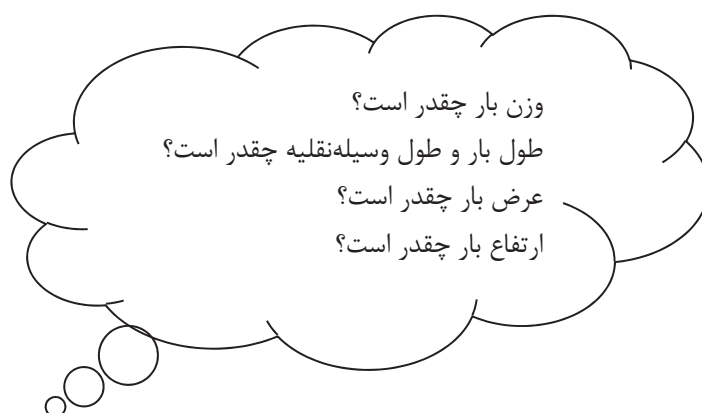 وزن بار چقدر است؟
طول بار و طول وسیله‌نقلیه چقدر است؟
عرض بار چقدر است؟
ارتفاع بار چقدر است؟